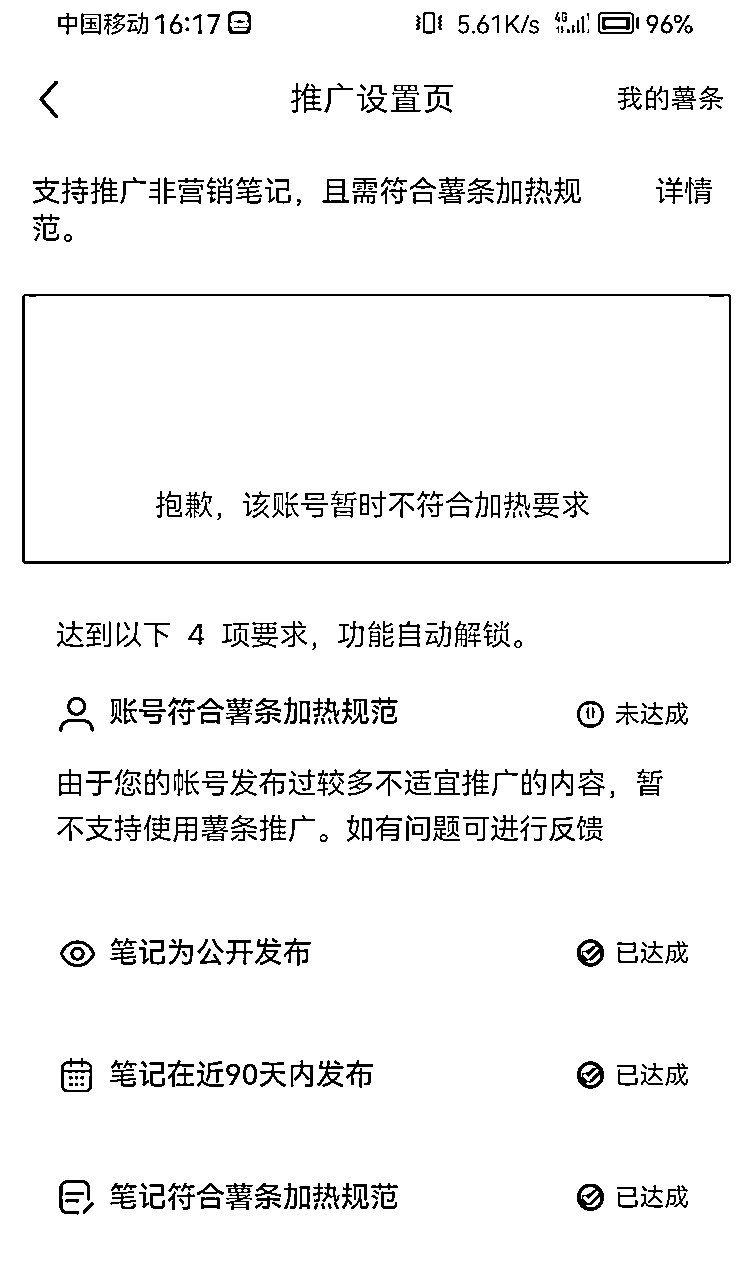 中国移动 16:17 5.61K/s 4G 96%
推广设置页 我的薯条
支持推广非营销笔记，且需符合薯条加热规 详情
范。
抱歉，该账号暂时不符合加热要求
达到以下 4 项要求，功能自动解锁。
账号符合薯条加热规范 未达成
由于您的帐号发布过较多不适宜推广的内容，暂
不支持使用薯条推广。如有问题可进行反馈
笔记为公开发布 已达成
笔记在近90天内发布 已达成
笔记符合薯条加热规范 已达成